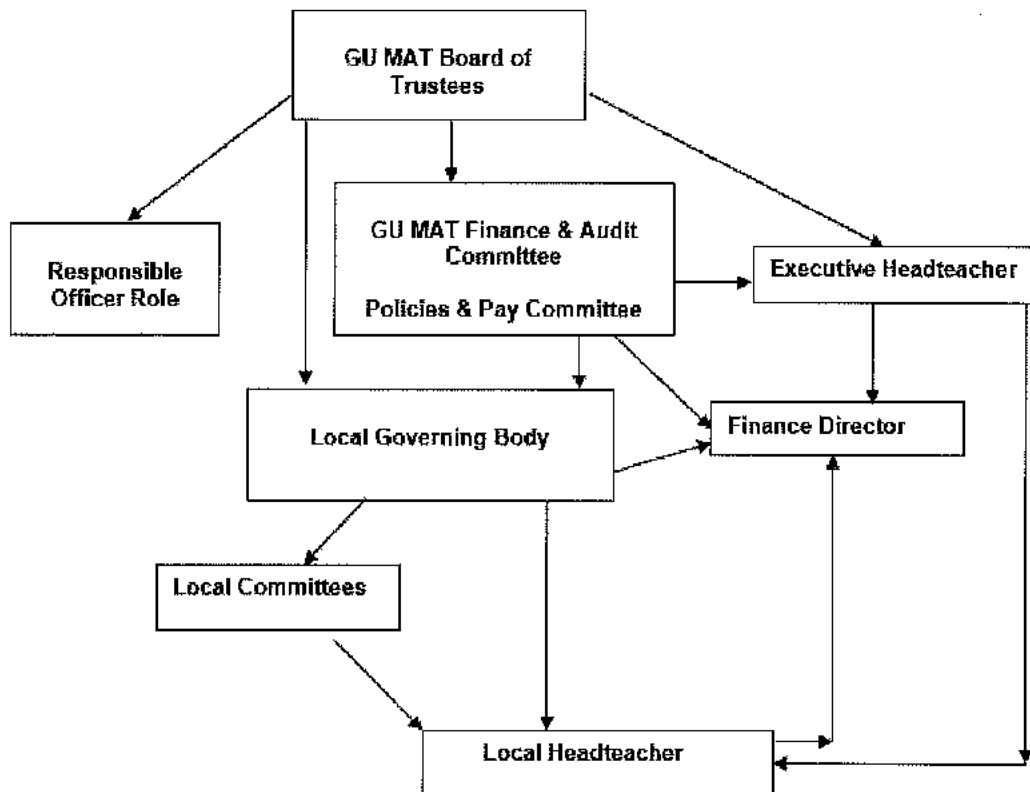 GU MAT Board of
Trustees
GU MAT Finance & Audit
Committee
Policies & Pay Committee
Responsible
Officer Role
Executive Headteacher
Local Governing Body
Finance Director
Local Committees
Local Headteacher